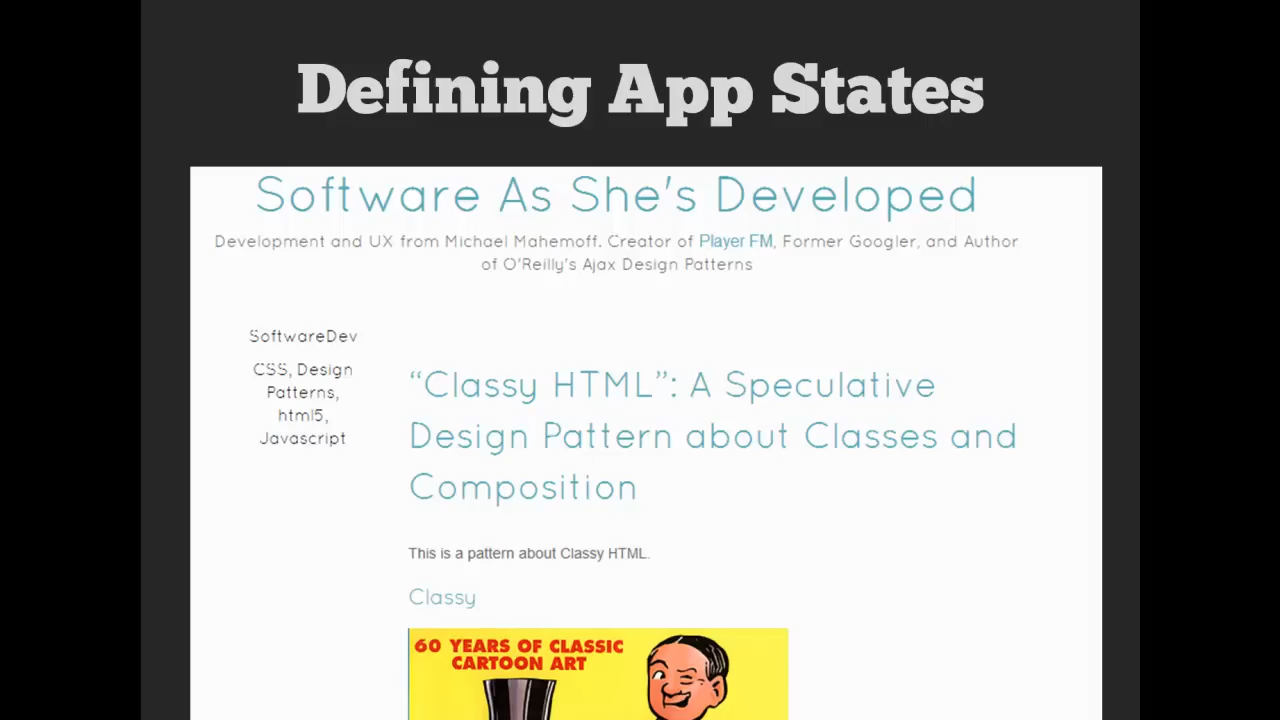 Defining App States
Software As She's Developed
Development and UX from Michael Mahemoff. Creator of Player FM, Former Googler, and Author
of O'Reilly's Ajax Design Patterns
SoftwareDev
CSS, Design
Patterns,
html5,
Javascript
“Classy HTML”: A Speculative
Design Pattern about Classes and
Composition
This is a pattern about Classy HTML.
Classy
60 YEARS OF CLASSIC
CARTOON ART